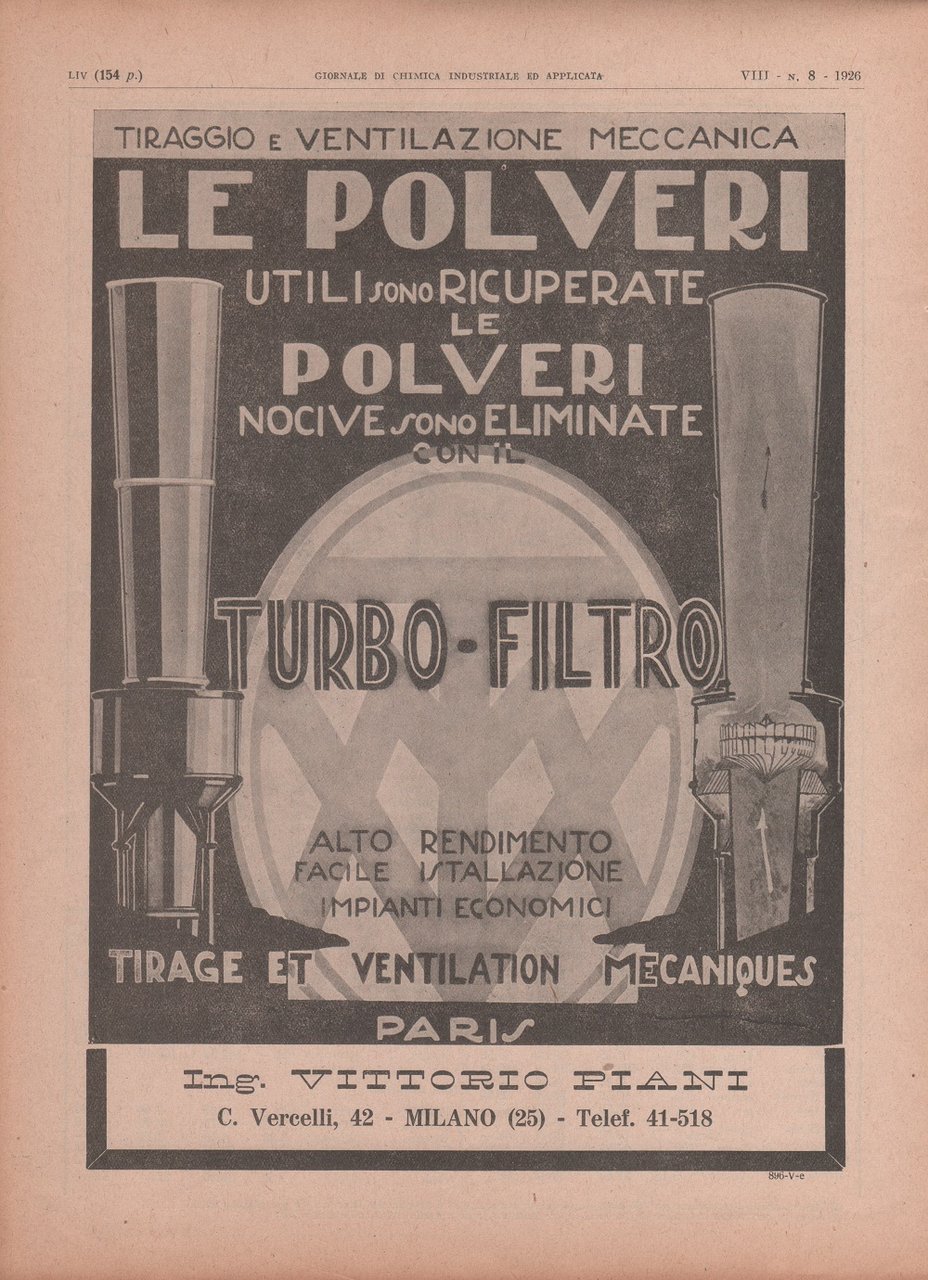 LIV (154 p.) GIORNALE DI CHIMICA INDUSTRIALE ED APPLICATA VIII - N. 8 - 1926
TIRAGGIO E VENTILAZIONE MECCANICA
LE POLVERI
UTILI SONO RICUPERATE
LE
POLVERI
NOCIVE SONO ELIMINATE
CON IL
TURBO-FILTRO
ALTO RENDIMENTO
FACILE ISTALLAZIONE
IMPIANTI ECONOMICI
TIRAGE ET VENTILATION MECANIQUES
PARIS
Ing. VITTORIO PIANI
C. Vercelli, 42 - MILANO (25) - Telef. 41-518
896-V-e